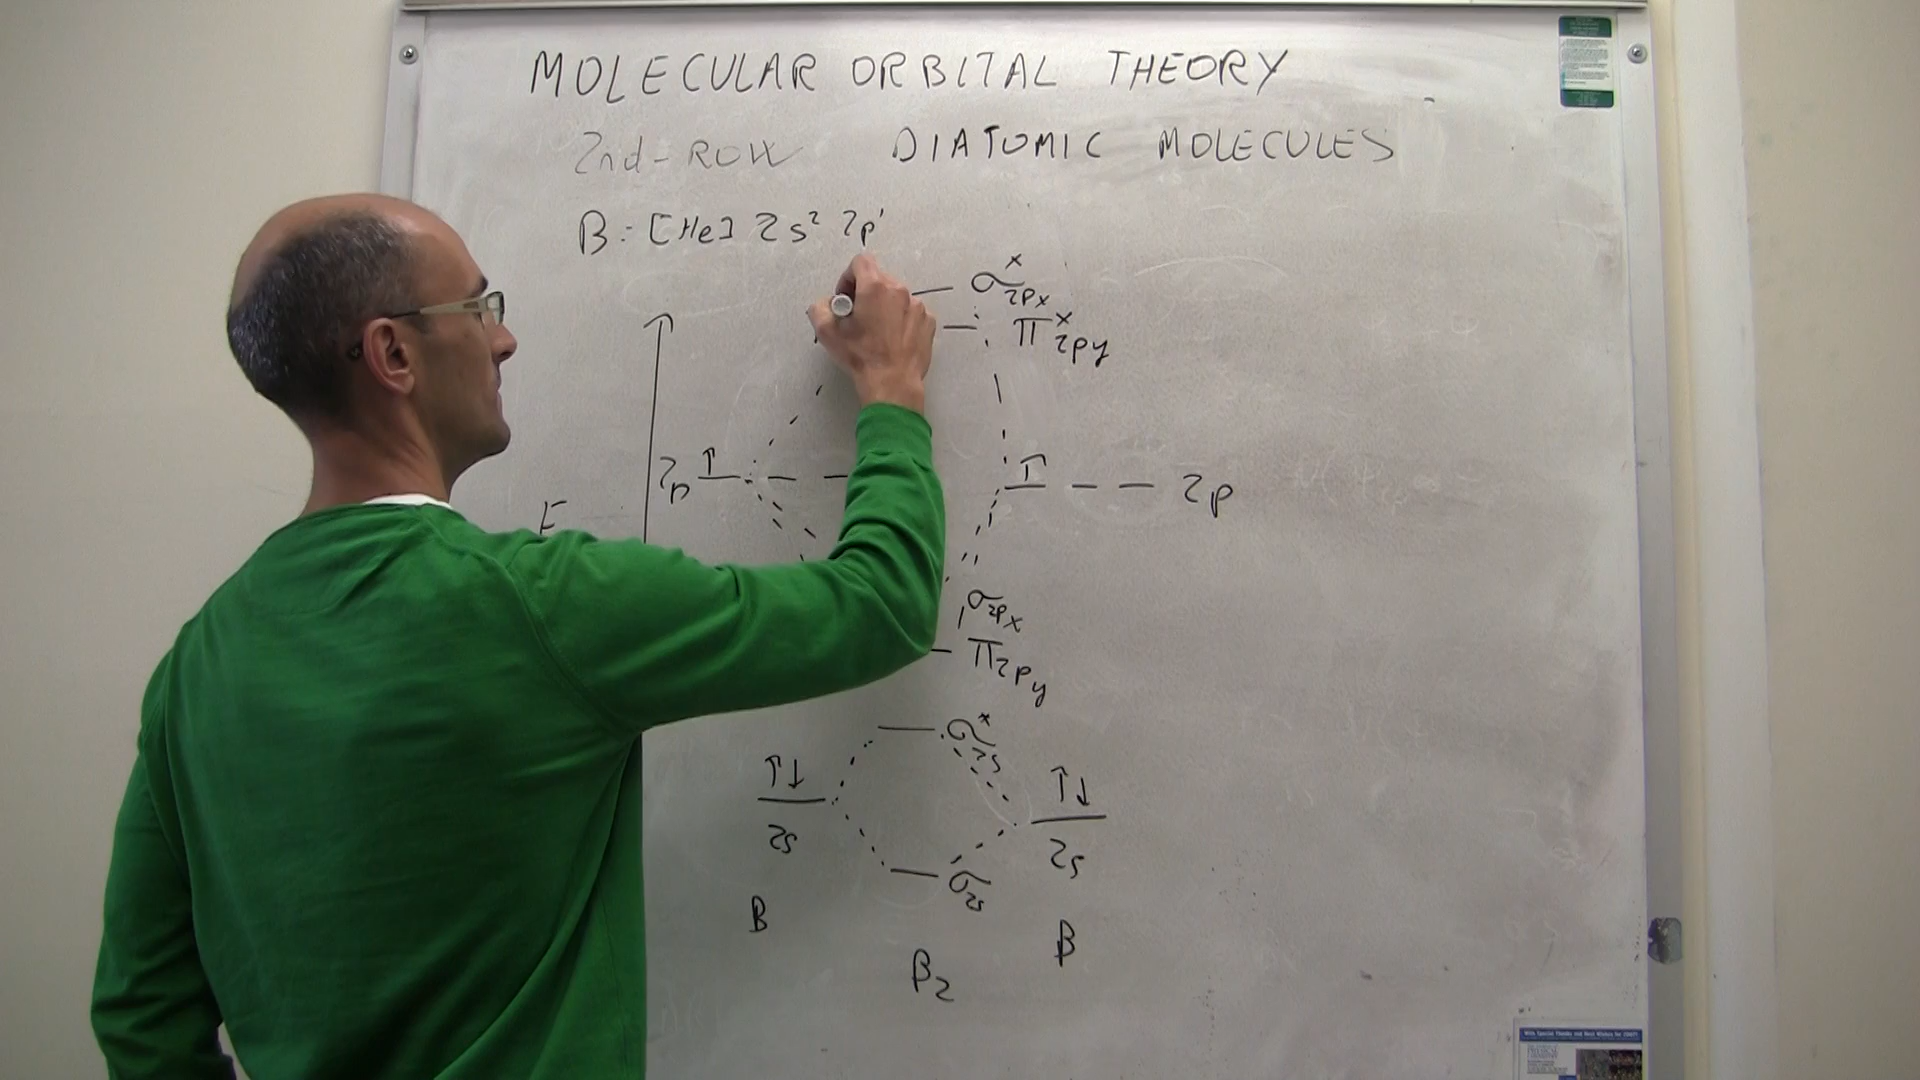 MOLECULAR ORBITAL THEORY
2nd-ROW DIATOMIC MOLECULES
B: [He] 2s² 2p¹
σ*2px
π*2py
2p ↑ ↑ 2p
E
σ2px
π2py
σ*2s
↑↓ ↑↓
2s 2s
σ2s
B B
B2